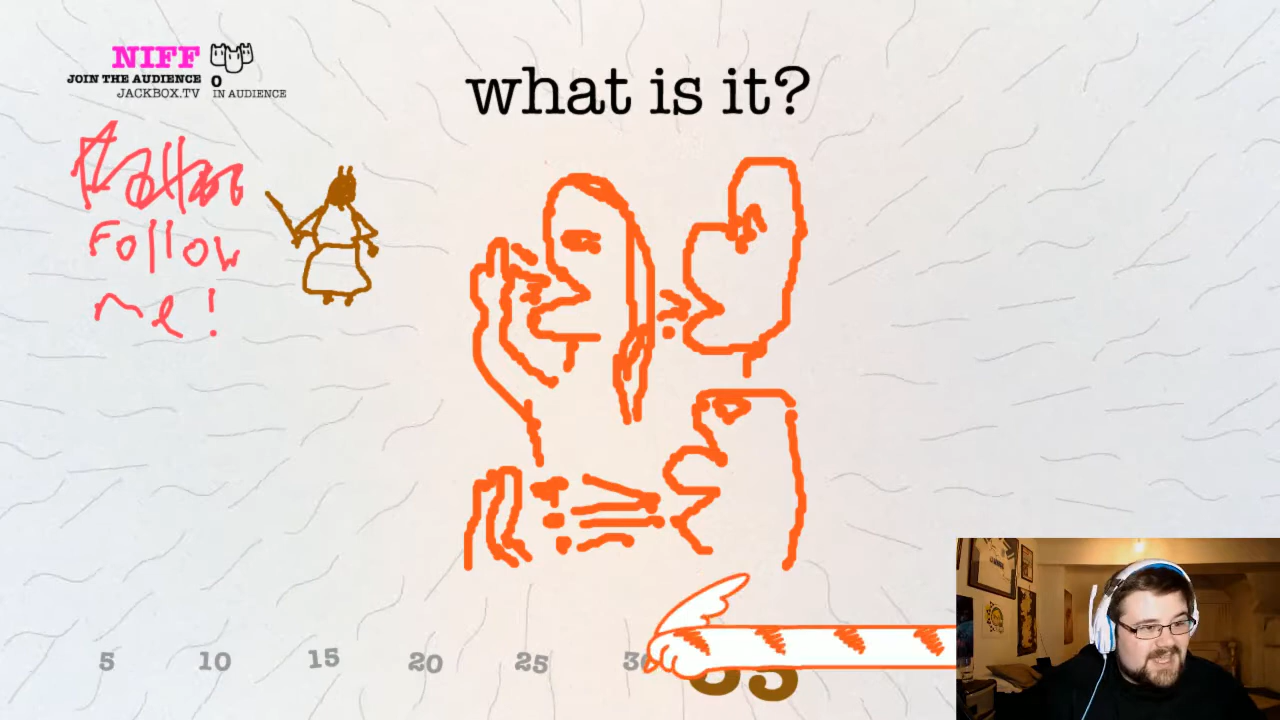 NIFF
JOIN THE AUDIENCE
JACKBOX.TV
0
IN AUDIENCE
what is it?
Follow
me!
5 10 15 20 25